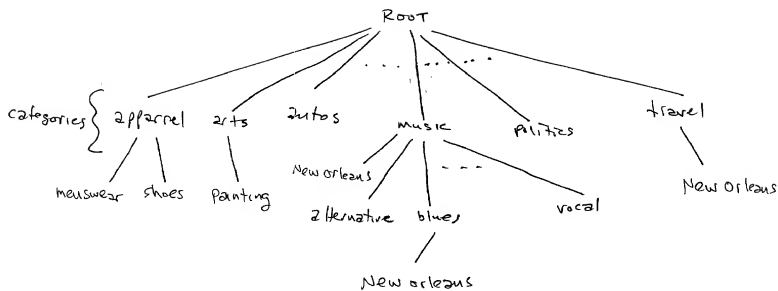 ROOT
categories { apparel arts autos music politics travel
menswear shoes painting New Orleans New Orleans
alternative blues vocal
New Orleans